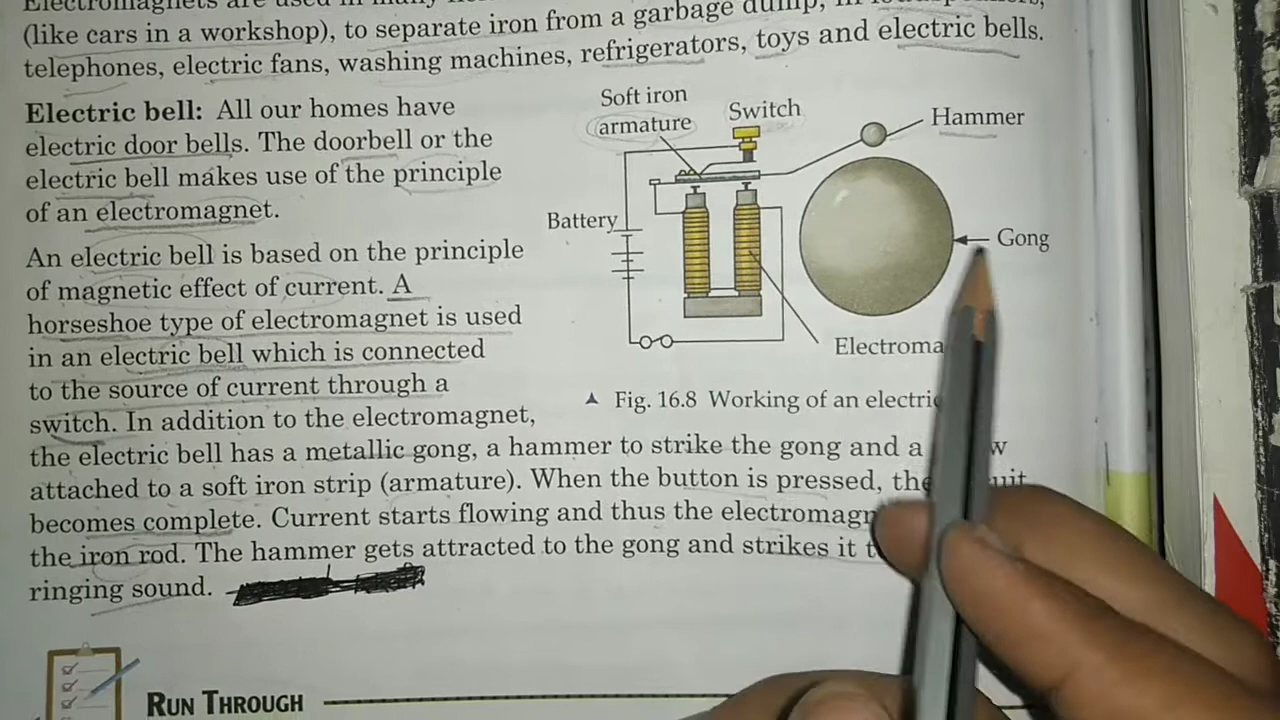 Electromagnets are used in many
(like cars in a workshop), to separate iron from a garbage dump, in
telephones, electric fans, washing machines, refrigerators, toys and electric bells.
Electric bell: All our homes have
electric door bells. The doorbell or the
electric bell makes use of the principle
of an electromagnet.
An electric bell is based on the principle
of magnetic effect of current. A
horseshoe type of electromagnet is used
in an electric bell which is connected
to the source of current through a
switch. In addition to the electromagnet,
the electric bell has a metallic gong, a hammer to strike the gong and a
attached to a soft iron strip (armature). When the button is pressed, the
becomes complete. Current starts flowing and thus the
the iron rod. The hammer gets attracted to the gong and strikes it
ringing sound.
Soft iron
armature
Switch
Hammer
Battery
Gong
Fig. 16.8 Working of an
RUN THROUGH